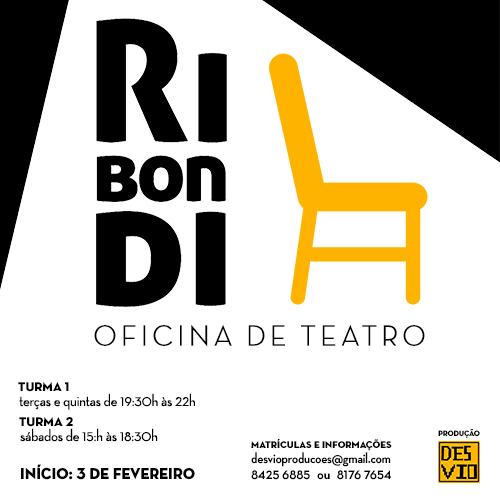 RI
BON
DI
OFICINA DE TEATRO
TURMA 1
terças e quintas de 19:30h às 22h
TURMA 2
sábados de 15:h às 18:30h
INÍCIO: 3 DE FEVEREIRO
MATRÍCULAS E INFORMAÇÕES
desvioproducoes@gmail.com
8425 6885 ou 8176 7654
PRODUÇÃO
DES
VIO